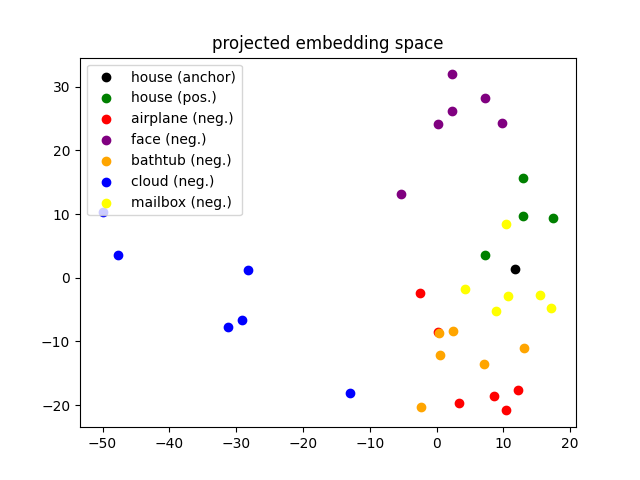 projected embedding space
house (anchor)
house (pos.)
airplane (neg.)
face (neg.)
bathtub (neg.)
cloud (neg.)
mailbox (neg.)
30
20
10
0
−10
−20
−50 −40 −30 −20 −10 0 10 20